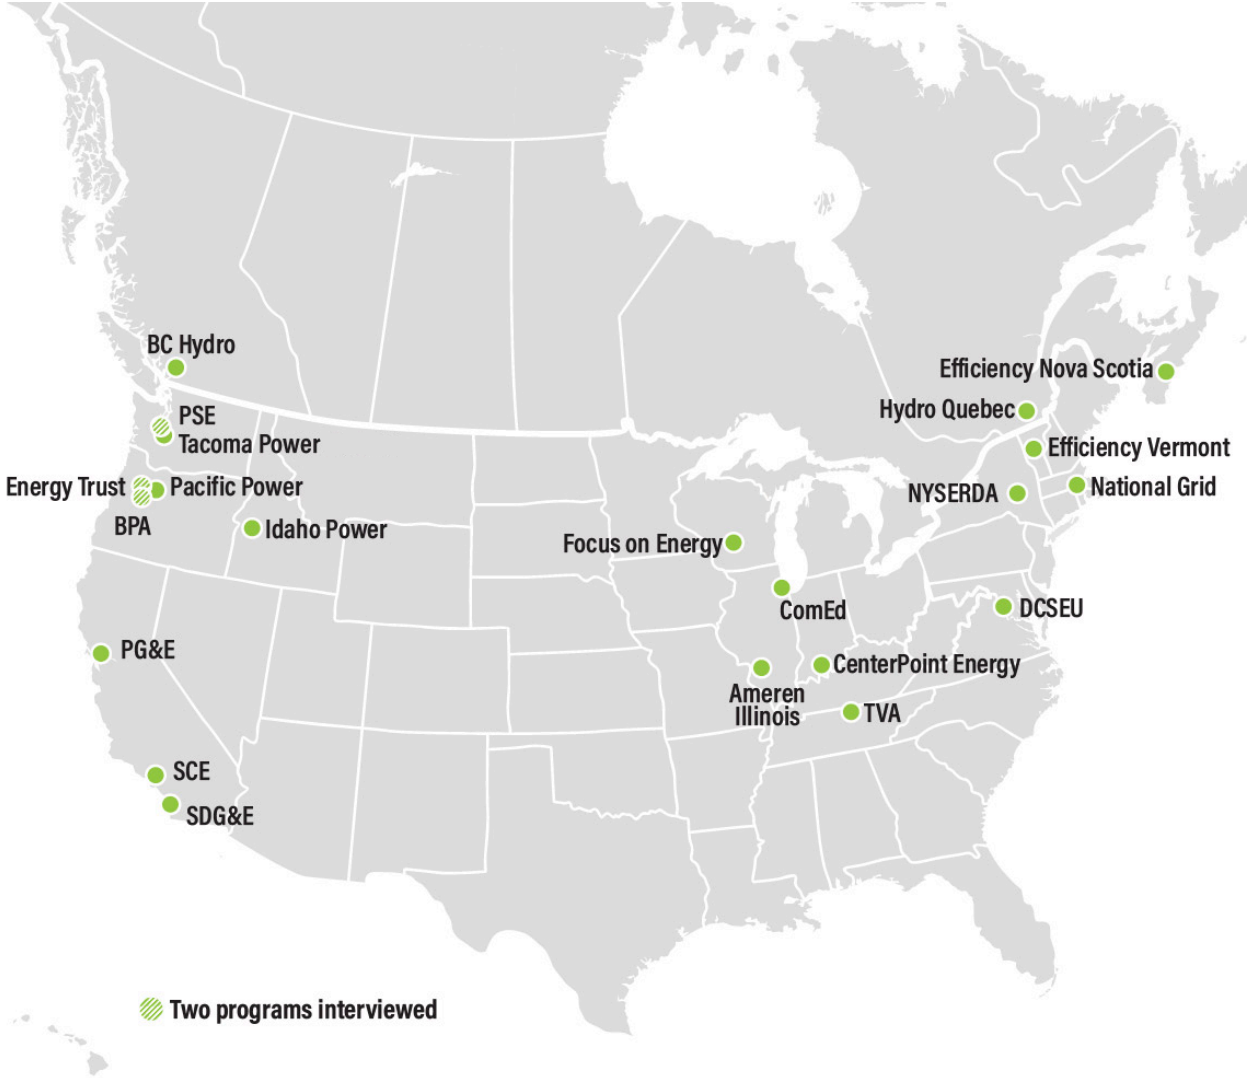 BC Hydro
Efficiency Nova Scotia
Hydro Quebec
PSE
Tacoma Power
Efficiency Vermont
Energy Trust
Pacific Power
NYSERDA
National Grid
BPA
Idaho Power
Focus on Energy
ComEd
DCSEU
PG&E
CenterPoint Energy
Ameren
Illinois
TVA
SCE
SDG&E
Two programs interviewed